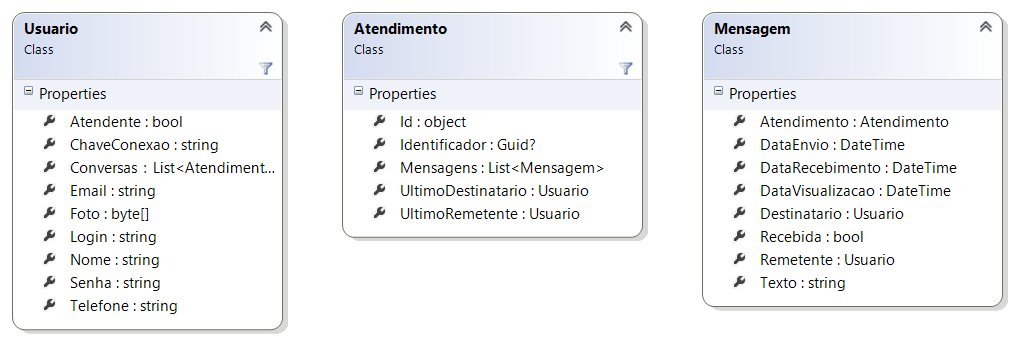 Usuario
Class
Properties
Atendente : bool
ChaveConexao : string
Conversas : List<Atendiment...
Email : string
Foto : byte[]
Login : string
Nome : string
Senha : string
Telefone : string
Atendimento
Class
Properties
Id : object
Identificador : Guid?
Mensagens : List<Mensagem>
UltimoDestinatario : Usuario
UltimoRemetente : Usuario
Mensagem
Class
Properties
Atendimento : Atendimento
DataEnvio : DateTime
DataRecebimento : DateTime
DataVisualizacao : DateTime
Destinatario : Usuario
Recebida : bool
Remetente : Usuario
Texto : string